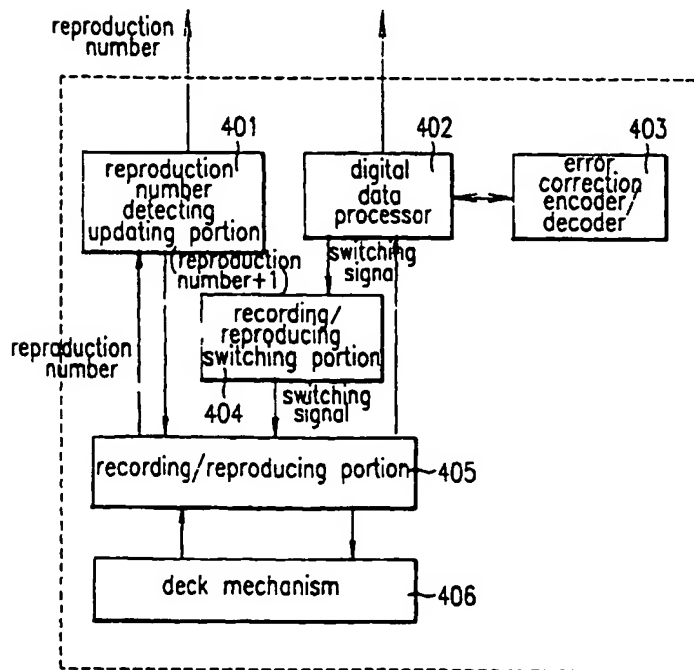 reproduction
number
401
402
403
reproduction
number
detecting
updating portion
digital
data
processor
error
correction
encoder/
decoder
(reproduction
number+1)
switching
signal
recording/
reproducing
switching portion
reproduction
number
404
switching
signal
recording/reproducing portion
405
deck mechanism
406